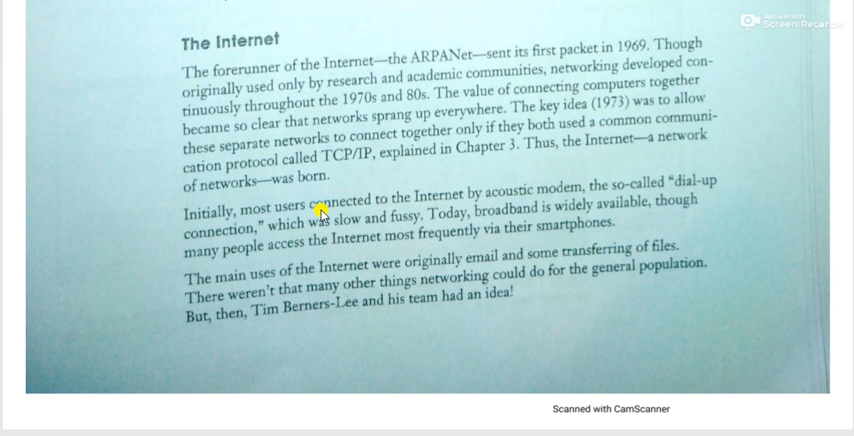 Apowersoft
Screen Recorder
The Internet
The forerunner of the Internet—the ARPANet—sent its first packet in 1969. Though
originally used only by research and academic communities, networking developed con-
tinuously throughout the 1970s and 80s. The value of connecting computers together
became so clear that networks sprang up everywhere. The key idea (1973) was to allow
these separate networks to connect together only if they both used a common communi-
cation protocol called TCP/IP, explained in Chapter 3. Thus, the Internet—a network
of networks—was born.
Initially, most users connected to the Internet by acoustic modem, the so-called “dial-up
connection,” which was slow and fussy. Today, broadband is widely available, though
many people access the Internet most frequently via their smartphones.
The main uses of the Internet were originally email and some transferring of files.
There weren’t that many other things networking could do for the general population.
But, then, Tim Berners-Lee and his team had an idea!
Scanned with CamScanner